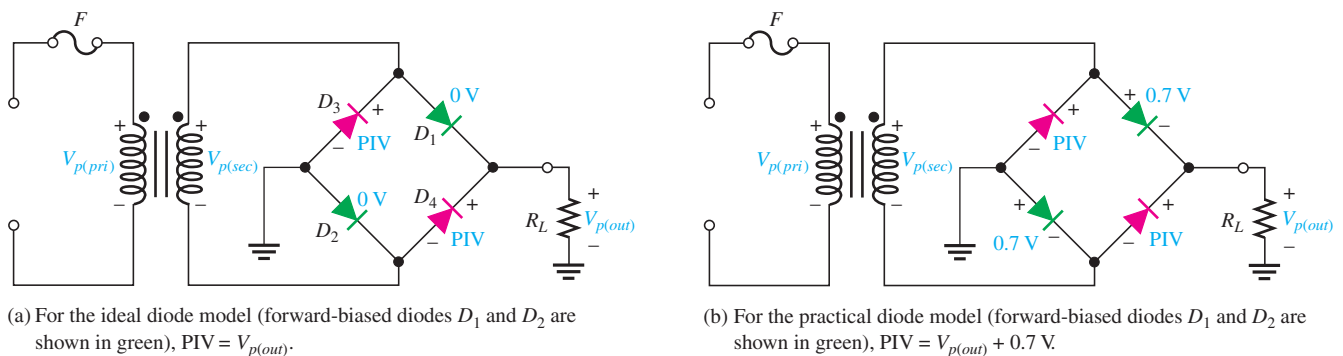 F
D3 +
0 V
+
+
Vp(pri)
Vp(sec)
−
PIV
D1
−
−
0 V
D4 +
D2
−
PIV
RL
+
Vp(out)
−
(a) For the ideal diode model (forward-biased diodes D1 and D2 are
shown in green), PIV = Vp(out).
F
+
+
0.7 V
+
+
Vp(pri)
Vp(sec)
−
PIV
−
−
−
+
+
0.7 V
−
−
PIV
RL
+
Vp(out)
−
(b) For the practical diode model (forward-biased diodes D1 and D2 are
shown in green), PIV = Vp(out) + 0.7 V.